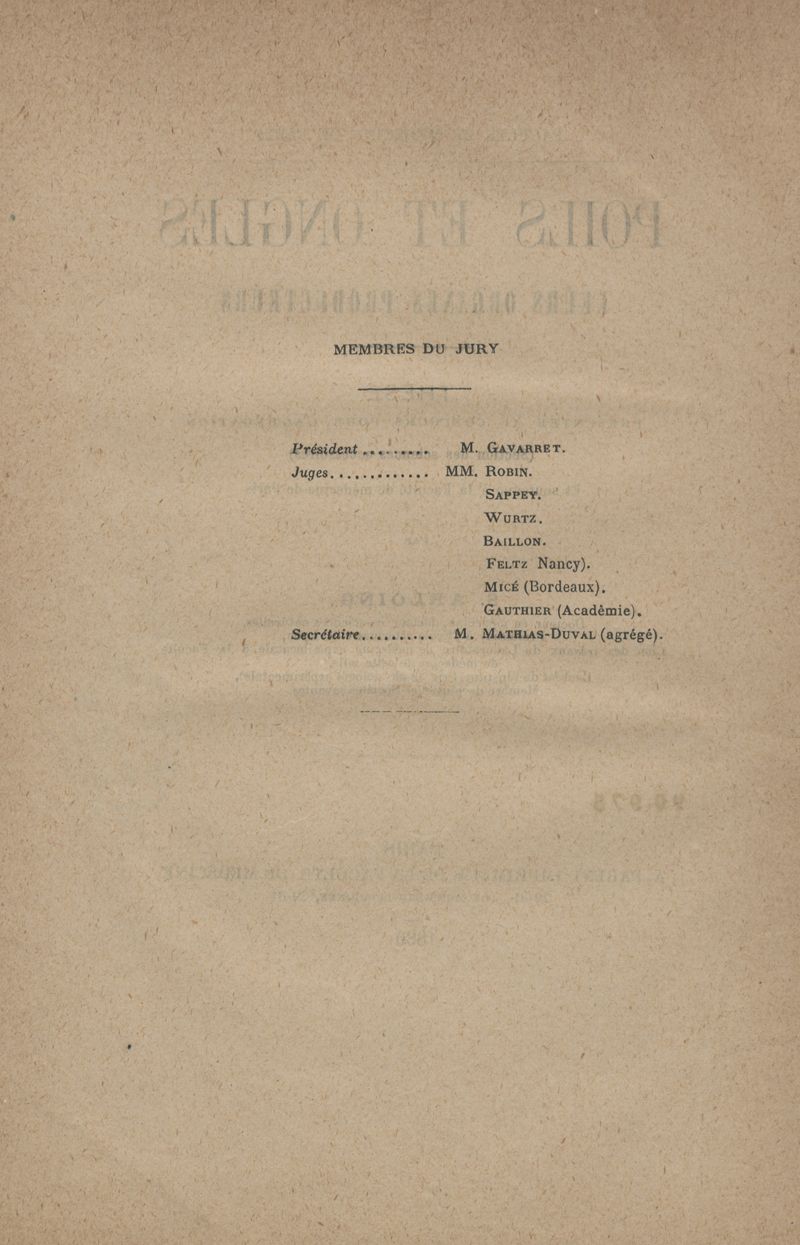 MEMBRES DU JURY
Président ......... M. GAVARRET.
Juges............. MM. ROBIN.
SAPPEY.
WURTZ.
BAILLON.
FELTZ Nancy).
MICÉ (Bordeaux).
GAUTHIER (Académie).
Secrétaire.......... M. MATHIAS-DUVAL (agrégé).